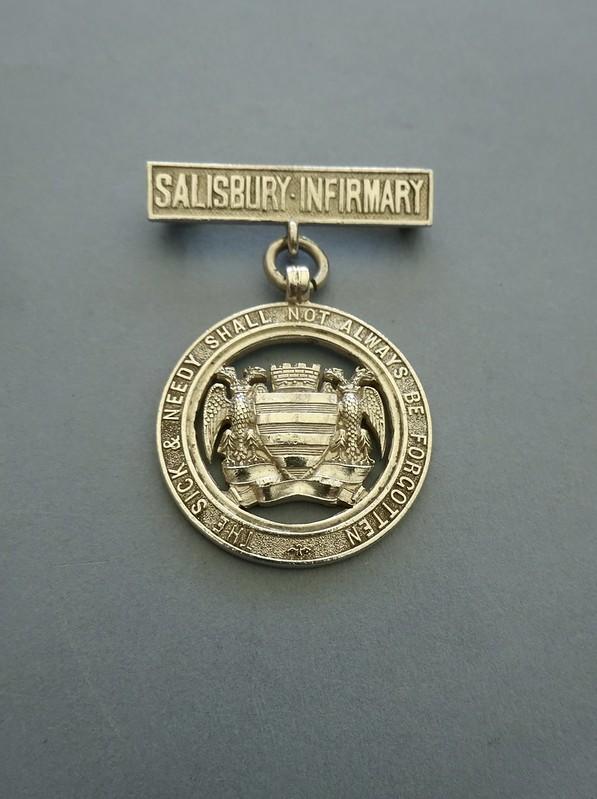 SALISBURY·INFIRMARY
THE SICK & NEEDY SHALL NOT ALWAYS BE FORGOTTEN